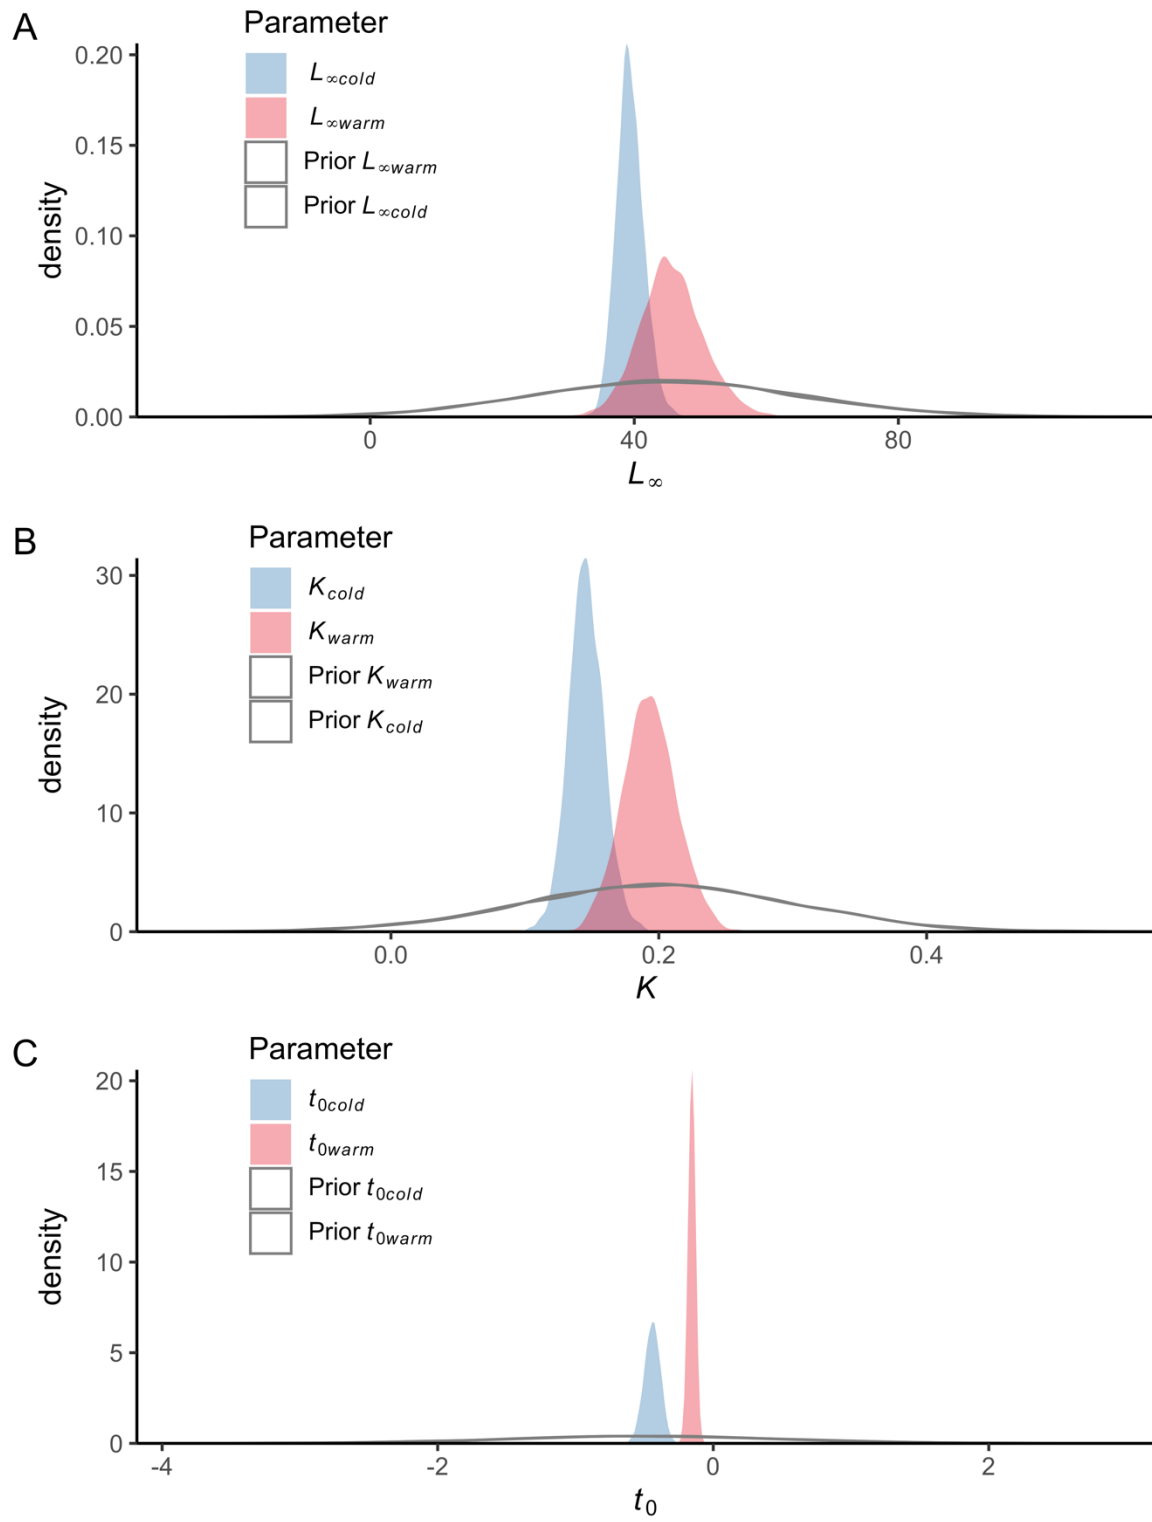 A
Parameter
L∞cold
L∞warm
Prior L∞warm
Prior L∞cold
density
0.20
0.15
0.10
0.05
0.00
0 40 80
L∞
B
Parameter
Kcold
Kwarm
Prior Kwarm
Prior Kcold
density
30
20
10
0
0.0 0.2 0.4
K
C
Parameter
t0cold
t0warm
Prior t0cold
Prior t0warm
density
20
15
10
5
0
-4 -2 0 2
t0